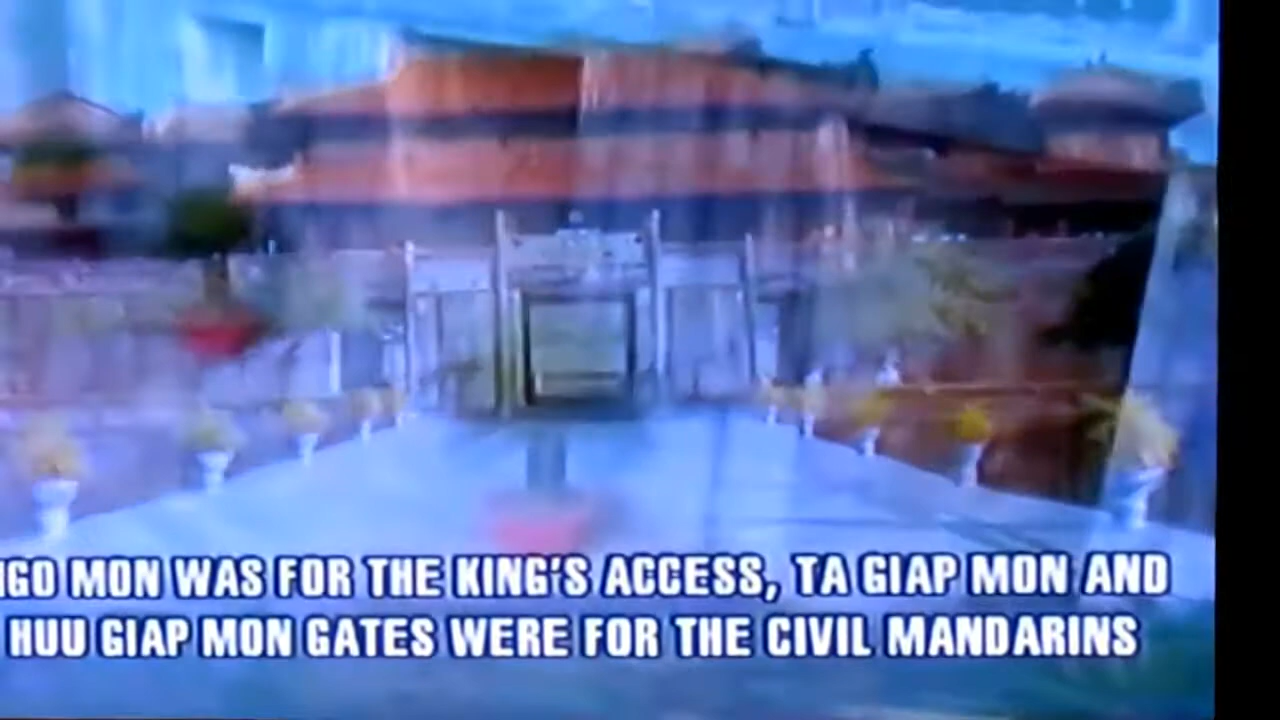 GO MON WAS FOR THE KING'S ACCESS, TA GIAP MON AND
HUU GIAP MON GATES WERE FOR THE CIVIL MANDARINS